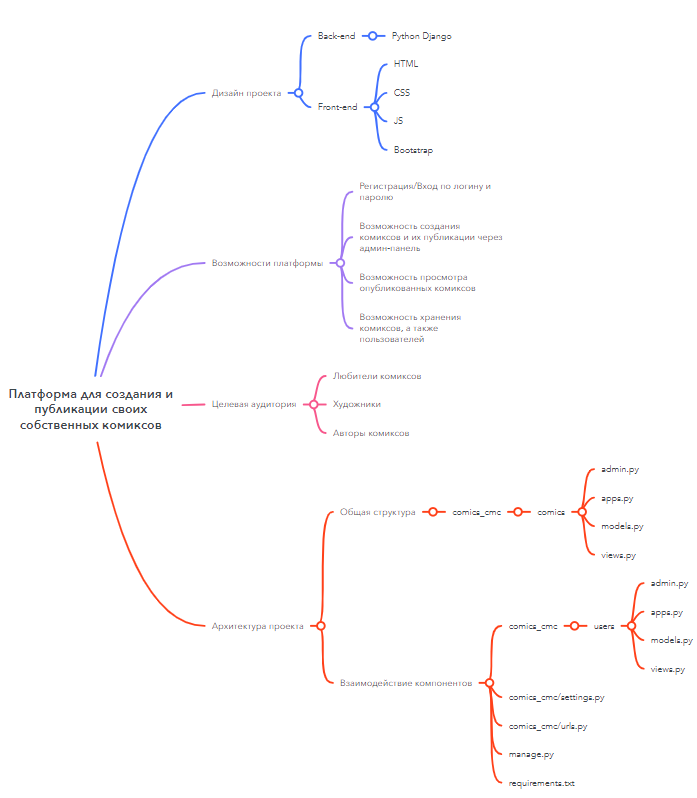 Back-end
Python Django
HTML
Дизайн проекта
CSS
Front-end
JS
Bootstrap
Регистрация/Вход по логину и
паролю
Возможность создания
комиксов и их публикации через
админ-панель
Возможности платформы
Возможность просмотра
опубликованных комиксов
Возможность хранения
комиксов, а также
пользователей
Платформа для создания и
публикации своих
собственных комиксов
Любители комиксов
Целевая аудитория
Художники
Авторы комиксов
Архитектура проекта
Общая структура
comics_cmc
comics
admin.py
apps.py
models.py
views.py
Взаимодействие компонентов
comics_cmc
users
admin.py
apps.py
models.py
views.py
comics_cmc/settings.py
comics_cmc/urls.py
manage.py
requirements.txt